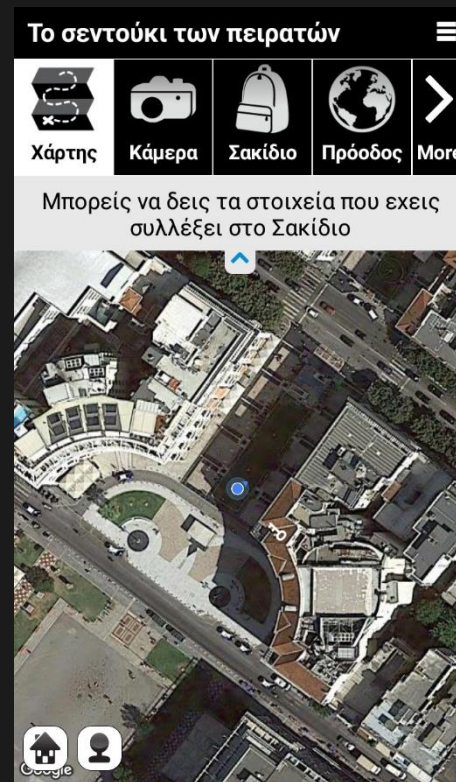 Το σεντούκι των πειρατών
Χάρτης Κάμερα Σακίδιο Πρόοδος More
Μπορείς να δεις τα στοιχεία που εχεις
συλλέξει στο Σακίδιο
Google